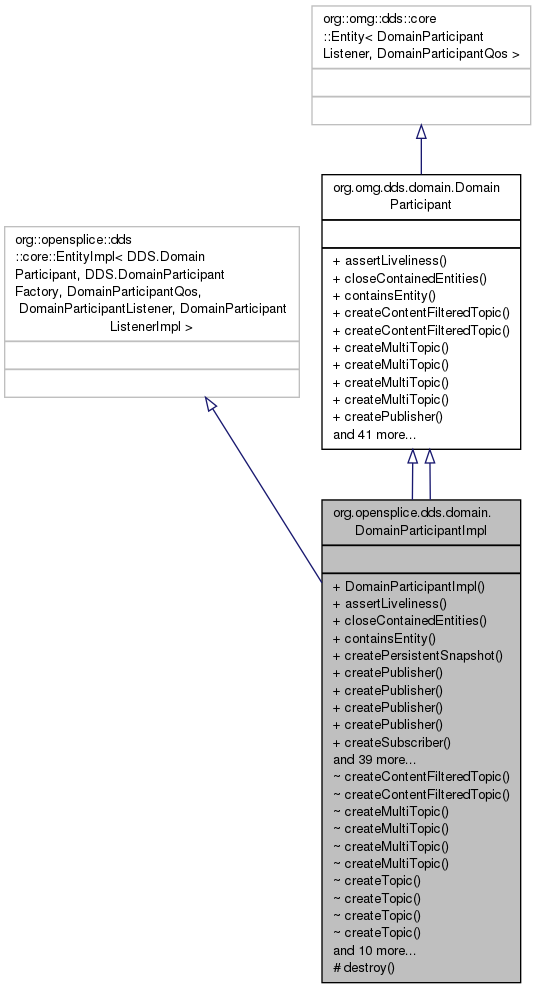 org::omg::dds::core
::Entity< DomainParticipant
Listener, DomainParticipantQos >
org.omg.dds.domain.Domain
Participant
+ assertLiveliness()
+ closeContainedEntities()
+ containsEntity()
+ createContentFilteredTopic()
+ createContentFilteredTopic()
+ createMultiTopic()
+ createMultiTopic()
+ createMultiTopic()
+ createMultiTopic()
+ createPublisher()
and 41 more...
org::opensplice::dds
::core::EntityImpl< DDS.Domain
Participant, DDS.DomainParticipant
Factory, DomainParticipantQos,
DomainParticipantListener, DomainParticipant
ListenerImpl >
org.opensplice.dds.domain.
DomainParticipantImpl
+ DomainParticipantImpl()
+ assertLiveliness()
+ closeContainedEntities()
+ containsEntity()
+ createPersistentSnapshot()
+ createPublisher()
+ createPublisher()
+ createPublisher()
+ createPublisher()
+ createSubscriber()
and 39 more...
~ createContentFilteredTopic()
~ createContentFilteredTopic()
~ createMultiTopic()
~ createMultiTopic()
~ createMultiTopic()
~ createMultiTopic()
~ createTopic()
~ createTopic()
~ createTopic()
~ createTopic()
and 10 more...
# destroy()